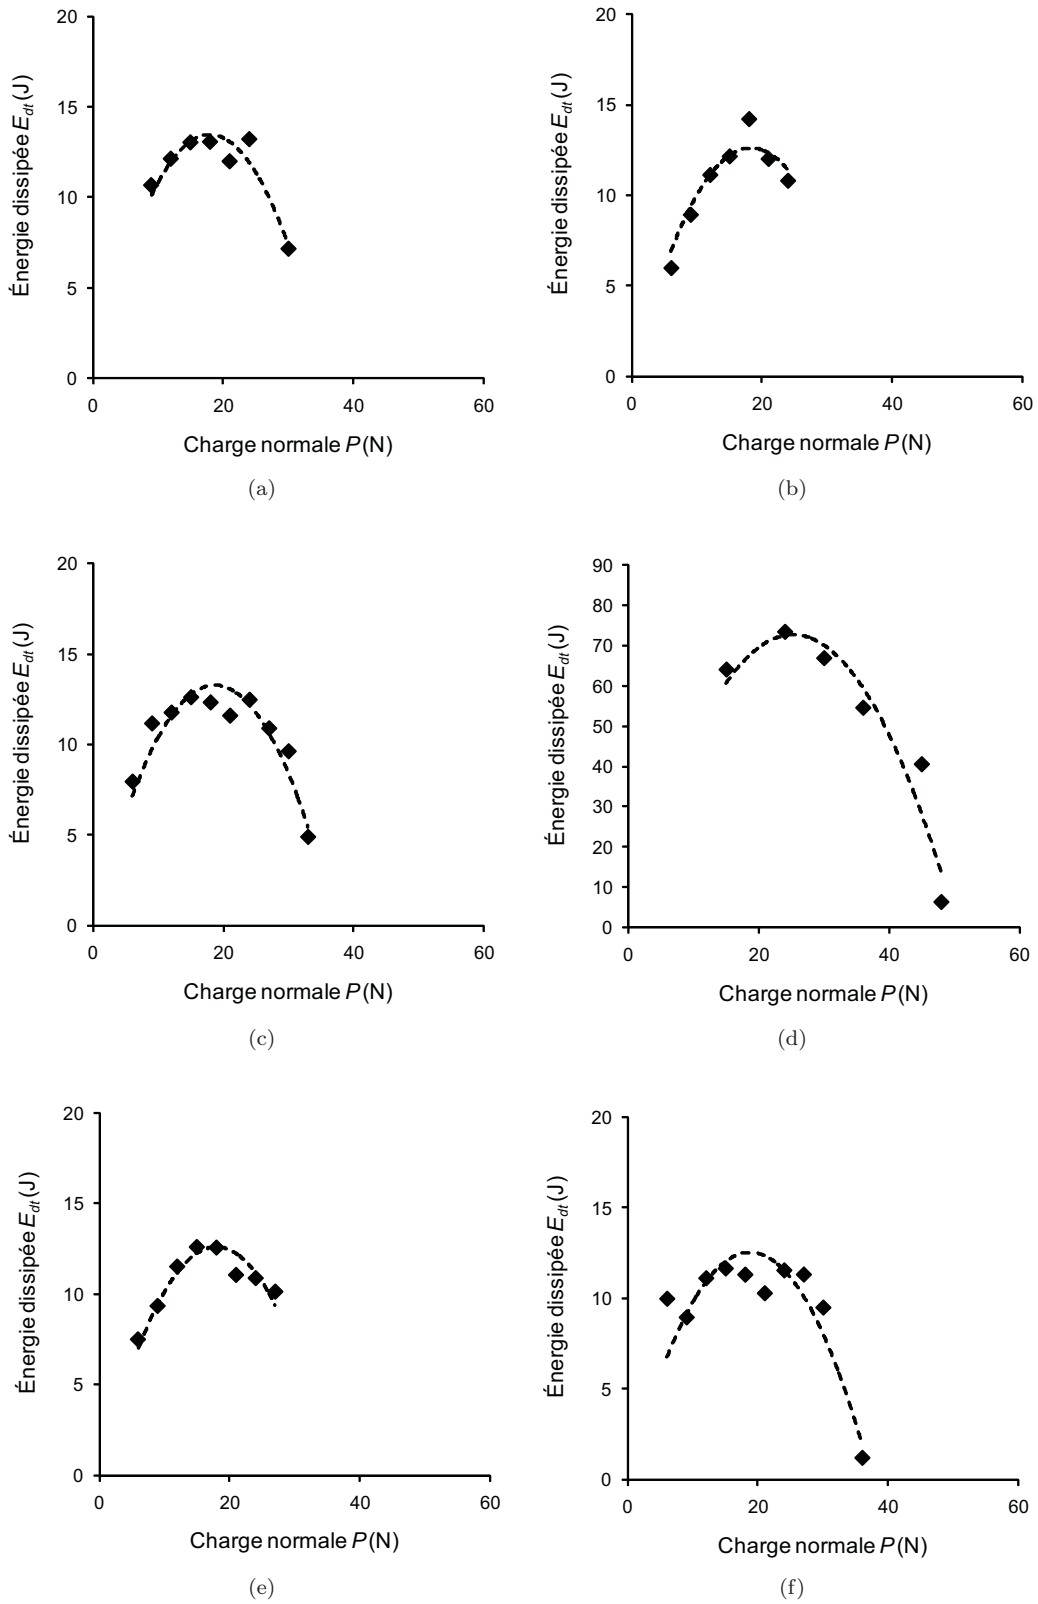 20
15
10
5
0
0 20 40 60
Énergie dissipée E_dt (J)
Charge normale P (N)
(a)
20
15
10
5
0
0 20 40 60
Énergie dissipée E_dt (J)
Charge normale P (N)
(b)
20
15
10
5
0
0 20 40 60
Énergie dissipée E_dt (J)
Charge normale P (N)
(c)
90
80
70
60
50
40
30
20
10
0
0 20 40 60
Énergie dissipée E_dt (J)
Charge normale P (N)
(d)
20
15
10
5
0
0 20 40 60
Énergie dissipée E_dt (J)
Charge normale P (N)
(e)
20
15
10
5
0
0 20 40 60
Énergie dissipée E_dt (J)
Charge normale P (N)
(f)